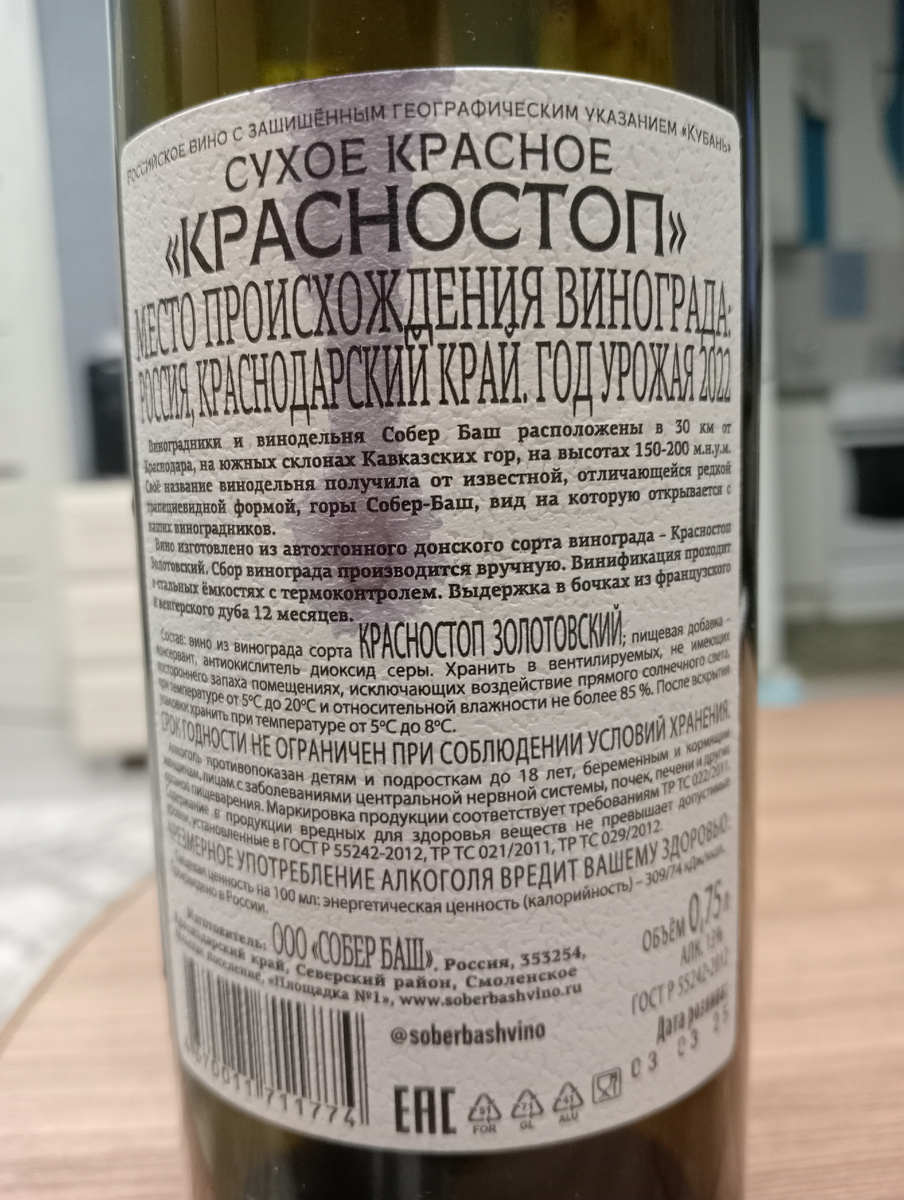 РОССИЙСКОЕ ВИНО С ЗАЩИЩЁННЫМ ГЕОГРАФИЧЕСКИМ УКАЗАНИЕМ «КУБАНЬ»
СУХОЕ КРАСНОЕ
«КРАСНОСТОП»
МЕСТО ПРОИСХОЖДЕНИЯ ВИНОГРАДА:
РОССИЯ, КРАСНОДАРСКИЙ КРАЙ. ГОД УРОЖАЯ 2022
Виноградники и винодельня Собер Баш расположены в 30 км от
Краснодара, на южных склонах Кавказских гор, на высотах 150-200 м.н.у.м.
Своё название винодельня получила от известной, отличающейся редкой
трапециевидной формой, горы Собер-Баш, вид на которую открывается с
наших виноградников.
Вино изготовлено из автохтонного донского сорта винограда – Красностоп
Золотовский. Сбор винограда производится вручную. Винификация проходит
в стальных ёмкостях с термоконтролем. Выдержка в бочках из французского
и венгерского дуба 12 месяцев.
Состав: вино из винограда сорта КРАСНОСТОП ЗОЛОТОВСКИЙ; пищевая добавка –
консервант, антиокислитель диоксид серы. Хранить в вентилируемых, не имеющих
постороннего запаха помещениях, исключающих воздействие прямого солнечного света,
при температуре от 5°С до 20°С и относительной влажности не более 85 %. После вскрытия
упаковки хранить при температуре от 5°С до 8°С.
СРОК ГОДНОСТИ НЕ ОГРАНИЧЕН ПРИ СОБЛЮДЕНИИ УСЛОВИЙ ХРАНЕНИЯ.
Алкоголь противопоказан детям и подросткам до 18 лет, беременным и кормящим
женщинам, лицам с заболеваниями центральной нервной системы, почек, печени и других
органов пищеварения. Маркировка продукции соответствует требованиям ТР ТС 022/2011.
Содержание в продукции вредных для здоровья веществ не превышает допустимые
уровни, установленные в ГОСТ Р 55242-2012, ТР ТС 021/2011, ТР ТС 029/2012.
ЧРЕЗМЕРНОЕ УПОТРЕБЛЕНИЕ АЛКОГОЛЯ ВРЕДИТ ВАШЕМУ ЗДОРОВЬЮ.
Пищевая ценность на 100 мл: энергетическая ценность (калорийность) – 309/74 кДж/ккал.
Произведено в России.
Изготовитель: ООО «СОБЕР БАШ». Россия, 353254,
Краснодарский край, Северский район, Смоленское
сельское поселение, «Площадка №1», www.soberbashvino.ru
ОБЪЁМ 0,75 л
АЛК. 13%
ГОСТ Р 55242-2012
Дата розлива:
03 03 25
@soberbashvino
711774
EAC
FOR
71
GL
41
ALU